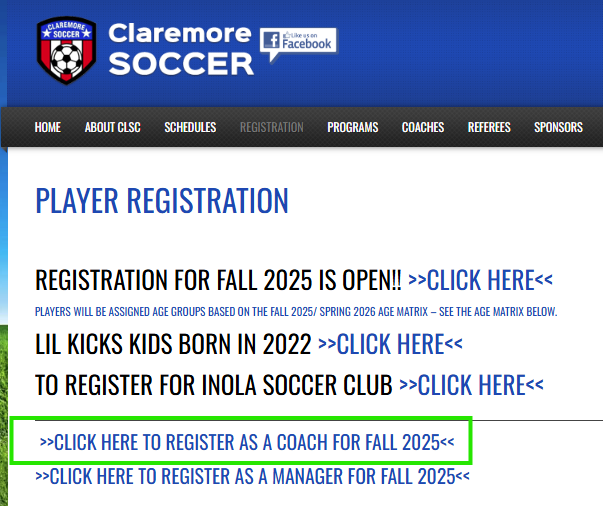 CLAREMORE
SOCCER
Claremore
SOCCER
Like us on
Facebook
HOME ABOUT CLSC SCHEDULES REGISTRATION PROGRAMS COACHES REFEREES SPONSORS
PLAYER REGISTRATION
REGISTRATION FOR FALL 2025 IS OPEN!! >>CLICK HERE<<
PLAYERS WILL BE ASSIGNED AGE GROUPS BASED ON THE FALL 2025/ SPRING 2026 AGE MATRIX – SEE THE AGE MATRIX BELOW.
LIL KICKS KIDS BORN IN 2022 >>CLICK HERE<<
TO REGISTER FOR INOLA SOCCER CLUB >>CLICK HERE<<
>>CLICK HERE TO REGISTER AS A COACH FOR FALL 2025<<
>>CLICK HERE TO REGISTER AS A MANAGER FOR FALL 2025<<